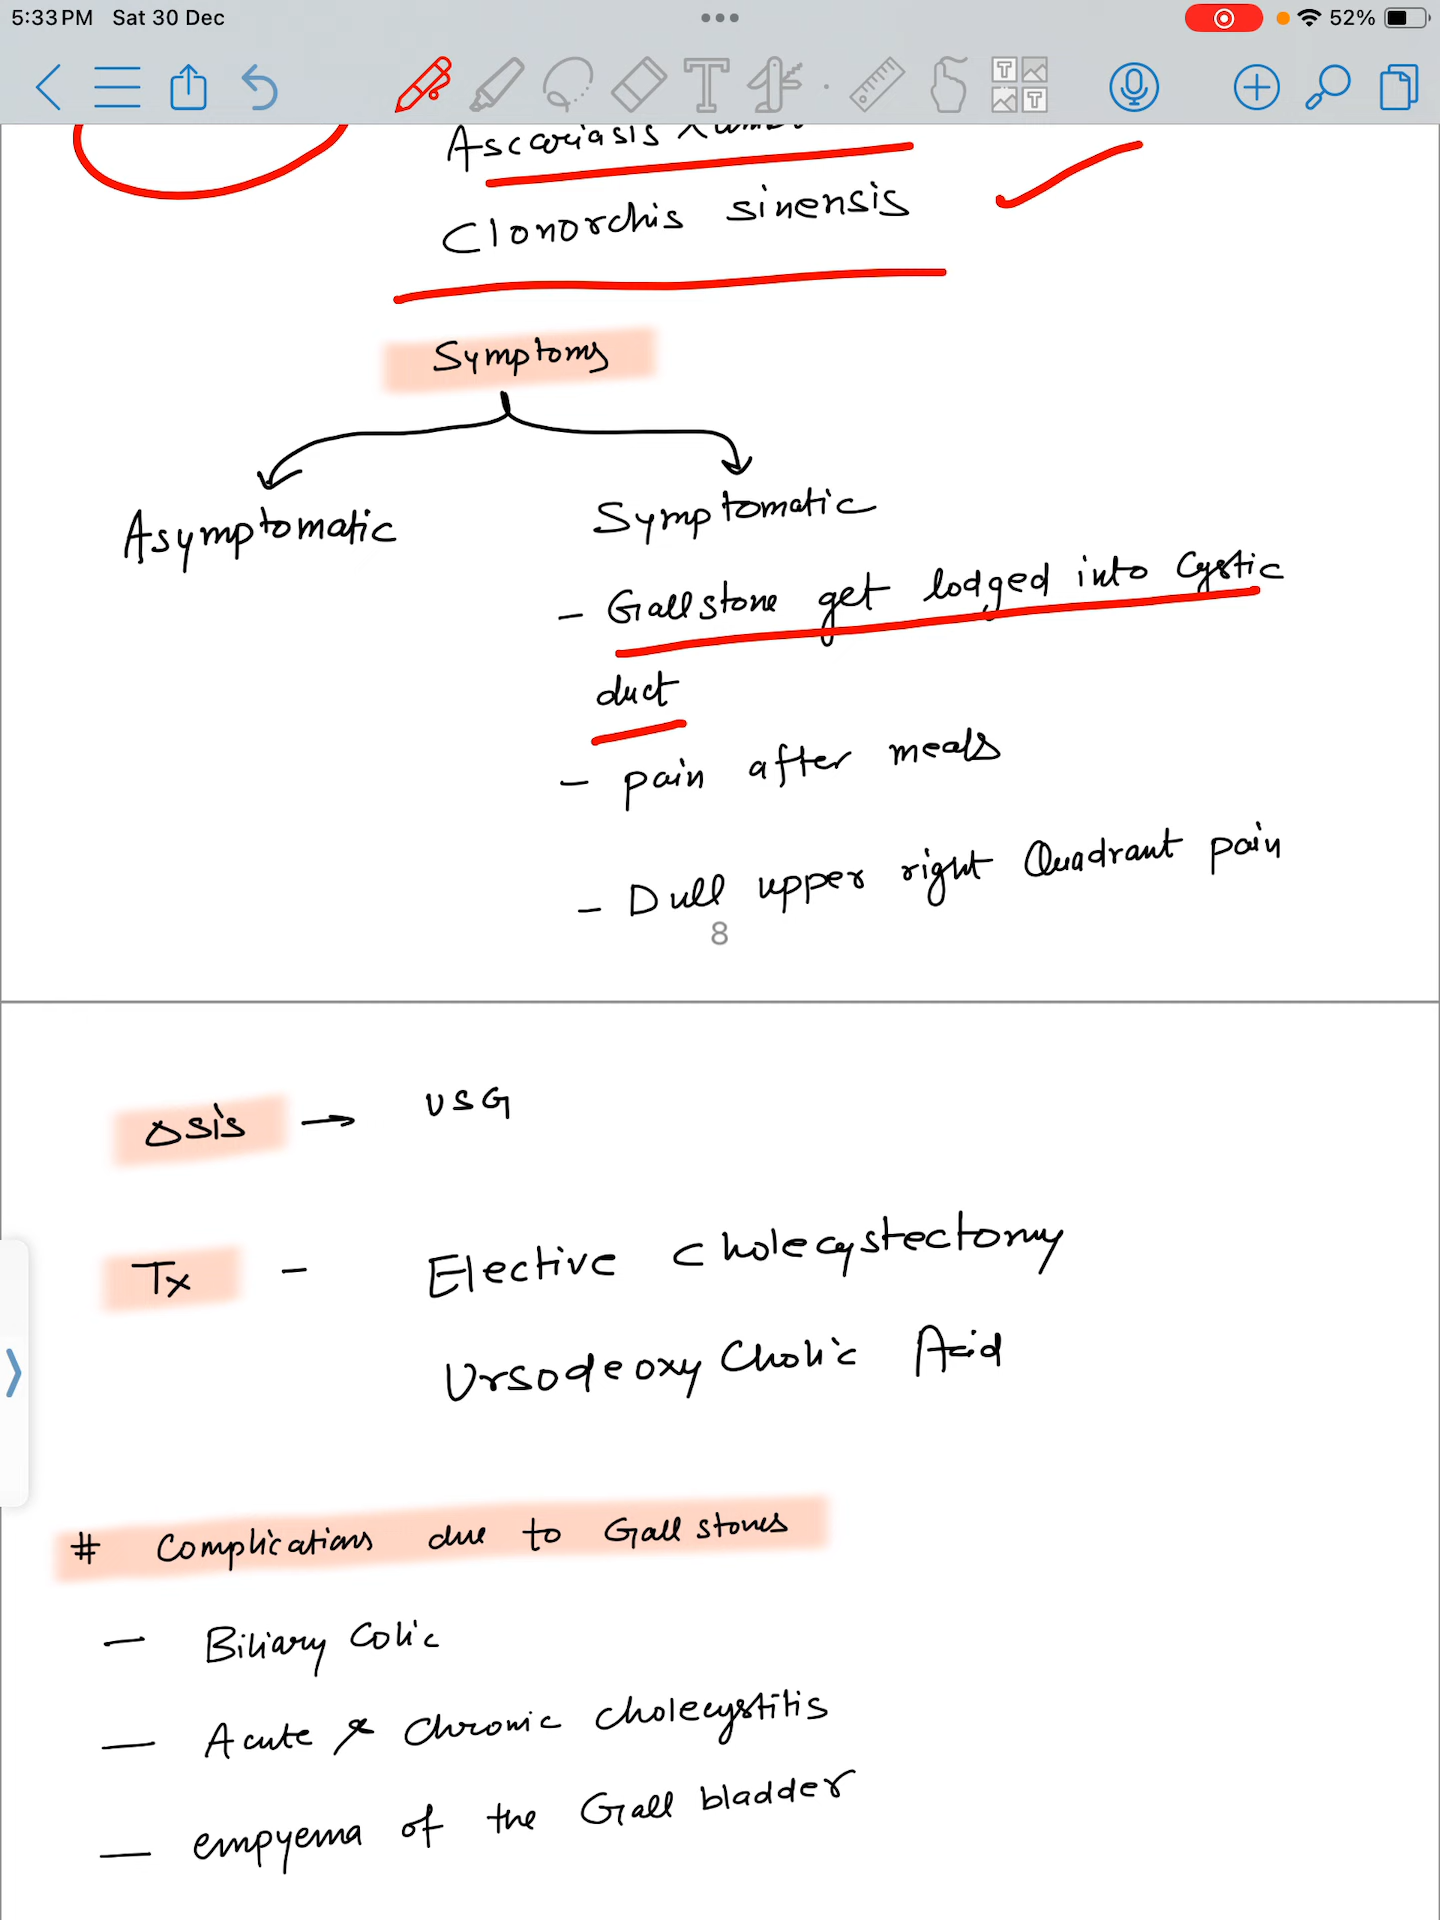 5:33 PM Sat 30 Dec
52%
Ascariasis
Clonorchis sinensis
Symptoms
Asymptomatic
Symptomatic
- Gallstone get lodged into Cystic
duct
- pain after meals
- Dull upper right Quadrant pain
8
Δsis → USG
Tx - Elective cholecystectomy
Ursodeoxy Cholic Acid
# Complications due to Gall stones
- Biliary Colic
- Acute & chronic cholecystitis
- empyema of the Gall bladder